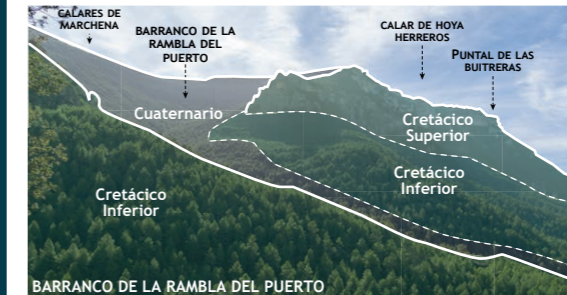 CALARES DE
MARCHENA
BARRANCO DE LA
RAMBLA DEL
PUERTO
CALAR DE HOYA
HERREROS
PUNTAL DE LAS
BUITRERAS
Cuaternario
Cretácico
Superior
Cretácico
Inferior
Cretácico
Inferior
BARRANCO DE LA RAMBLA DEL PUERTO